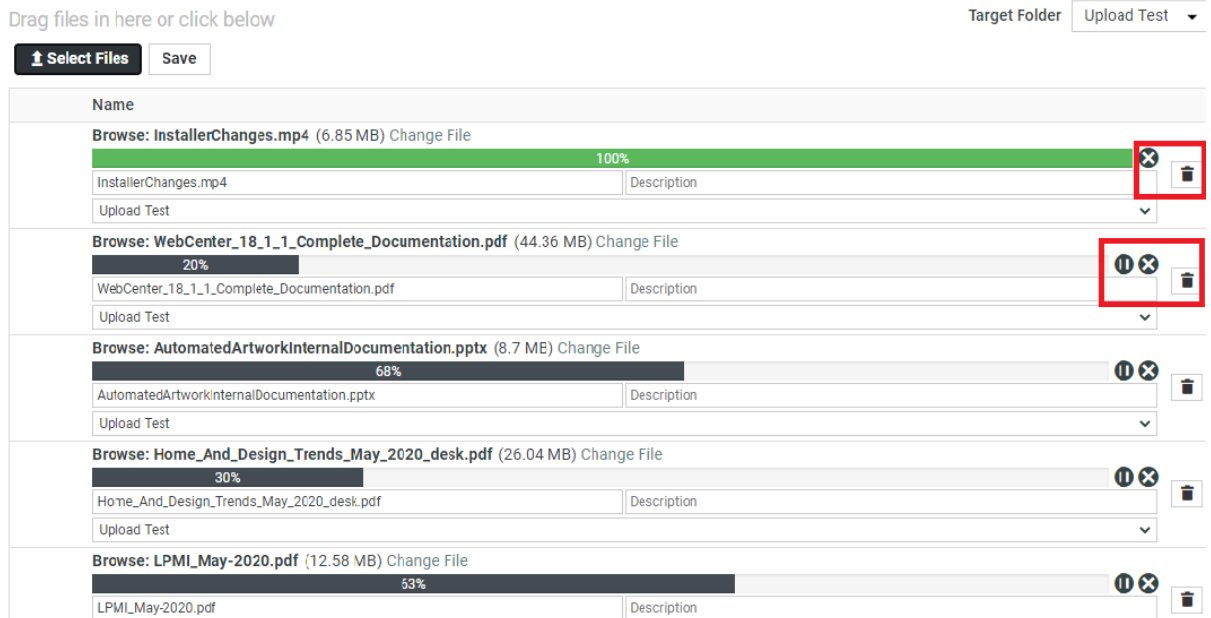 Drag files in here or click below
Target Folder Upload Test
Select Files Save
Name
Browse: InstallerChanges.mp4 (6.85 MB) Change File
100%
InstallerChanges.mp4 Description
Upload Test
Browse: WebCenter_18_1_1_Complete_Documentation.pdf (44.36 MB) Change File
20%
WebCenter_18_1_1_Complete_Documentation.pdf Description
Upload Test
Browse: AutomatedArtworkInternalDocumentation.pptx (8.7 MB) Change File
68%
AutomatedArtworkInternalDocumentation.pptx Description
Upload Test
Browse: Home_And_Design_Trends_May_2020_desk.pdf (26.04 MB) Change File
30%
Home_And_Design_Trends_May_2020_desk.pdf Description
Upload Test
Browse: LPMI_May-2020.pdf (12.58 MB) Change File
63%
LPMI_May-2020.pdf Description